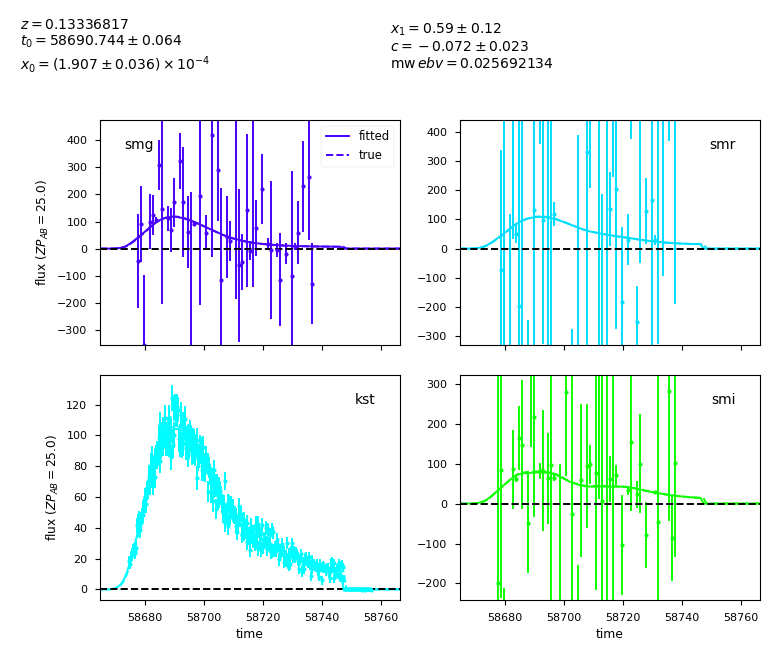 z = 0.13336817
t₀ = 58690.744 ± 0.064
x₀ = (1.907 ± 0.036) × 10⁻⁴
x₁ = 0.59 ± 0.12
c = −0.072 ± 0.023
mw ebv = 0.025692134
flux (ZP_AB = 25.0)
400
300
200
100
0
−100
−200
−300
smg
fitted
true
400
300
200
100
0
−100
−200
−300
smr
flux (ZP_AB = 25.0)
120
100
80
60
40
20
0
kst
58680 58700 58720 58740 58760
time
300
200
100
0
−100
−200
smi
58680 58700 58720 58740 58760
time